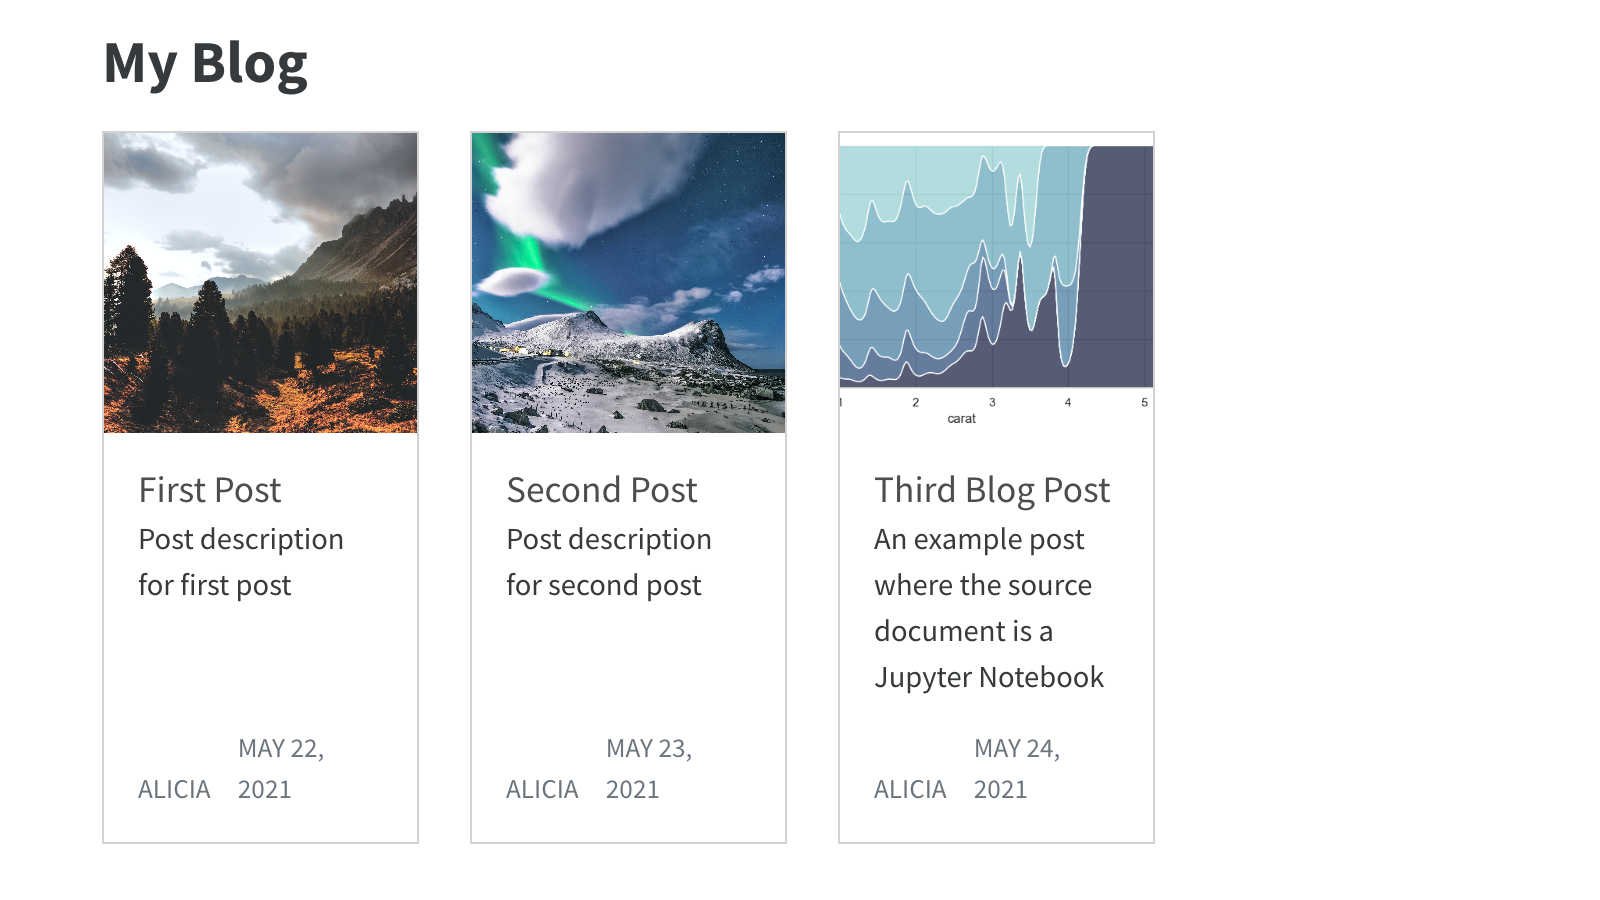 My Blog
First Post
Post description
for first post
ALICIA
MAY 22,
2021
Second Post
Post description
for second post
ALICIA
MAY 23,
2021
1 2 3 4 5
carat
Third Blog Post
An example post
where the source
document is a
Jupyter Notebook
ALICIA
MAY 24,
2021